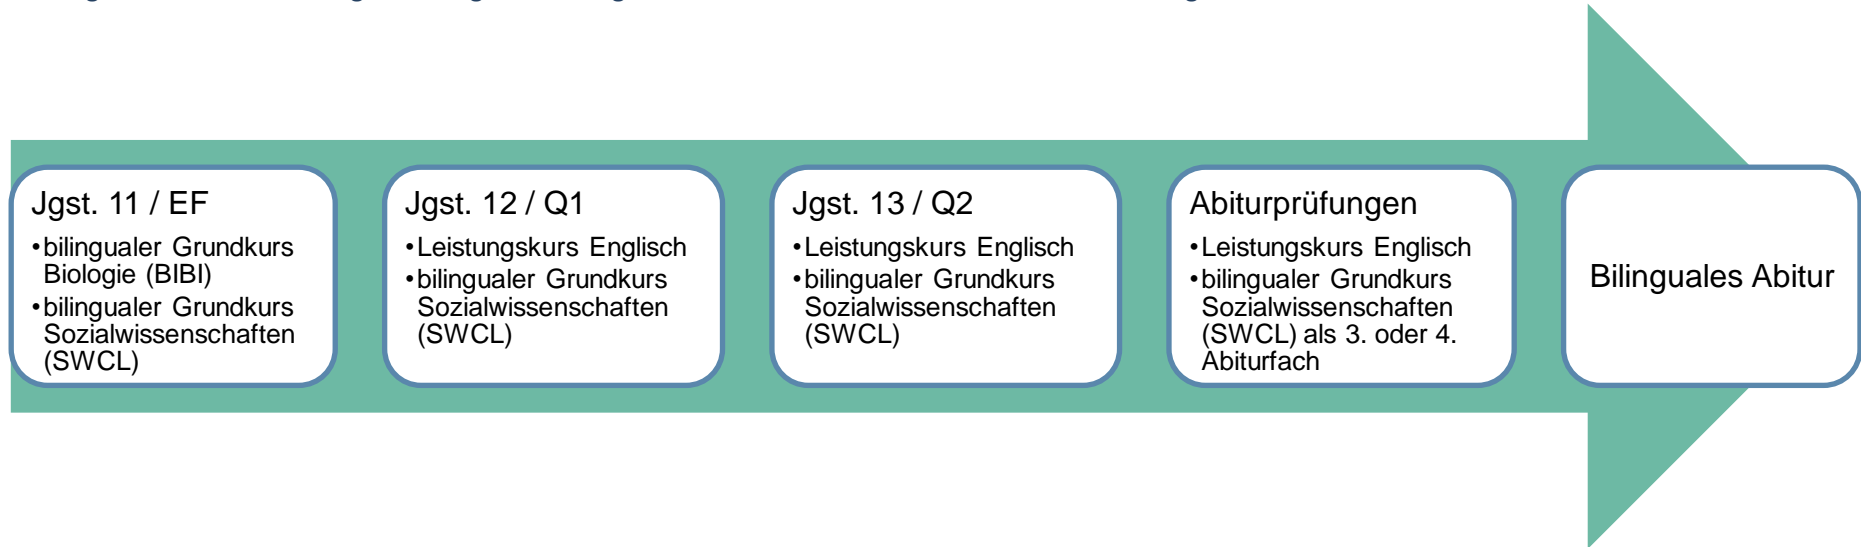 Jgst. 11 / EF
•bilingualer Grundkurs
Biologie (BIBI)
•bilingualer Grundkurs
Sozialwissenschaften
(SWCL)
Jgst. 12 / Q1
•Leistungskurs Englisch
•bilingualer Grundkurs
Sozialwissenschaften
(SWCL)
Jgst. 13 / Q2
•Leistungskurs Englisch
•bilingualer Grundkurs
Sozialwissenschaften
(SWCL)
Abiturprüfungen
•Leistungskurs Englisch
•bilingualer Grundkurs
Sozialwissenschaften
(SWCL) als 3. oder 4.
Abiturfach
Bilinguales Abitur